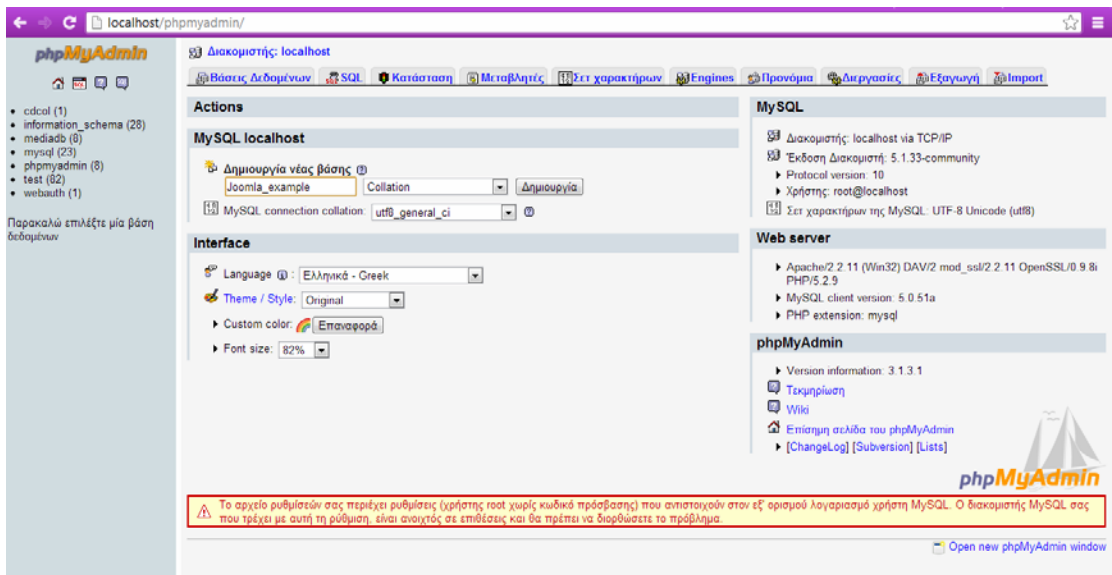 localhost/phpmyadmin/
phpMyAdmin
cdcol (1)
information_schema (28)
mediadb (8)
mysql (23)
phpmyadmin (8)
test (82)
webauth (1)
Παρακαλώ επιλέξτε μία βάση
δεδομένων
Διακομιστής: localhost
Βάσεις Δεδομένων SQL Κατάσταση Μεταβλητές Σετ χαρακτήρων Engines Προνόμια Διεργασίες Εξαγωγή Import
Actions
MySQL localhost
Δημιουργία νέας βάσης
Joomla_example Collation Δημιουργία
MySQL connection collation: utf8_general_ci
Interface
Language : Ελληνικά - Greek
Theme / Style: Original
Custom color: Επαναφορά
Font size: 82%
MySQL
Διακομιστής: localhost via TCP/IP
Έκδοση Διακομιστή: 5.1.33-community
Protocol version: 10
Χρήστης: root@localhost
Σετ χαρακτήρων της MySQL: UTF-8 Unicode (utf8)
Web server
Apache/2.2.11 (Win32) DAV/2 mod_ssl/2.2.11 OpenSSL/0.9.8i
PHP/5.2.9
MySQL client version: 5.0.51a
PHP extension: mysql
phpMyAdmin
Version information: 3.1.3.1
Τεκμηρίωση
Wiki
Επίσημη σελίδα του phpMyAdmin
[ChangeLog] [Subversion] [Lists]
phpMyAdmin
Το αρχείο ρυθμίσεών σας περιέχει ρυθμίσεις (χρήστης root χωρίς κωδικό πρόσβασης) που αντιστοιχούν στον εξ' ορισμού λογαριασμό χρήστη MySQL. Ο διακομιστής MySQL σας
που τρέχει με αυτή τη ρύθμιση, είναι ανοιχτός σε επιθέσεις και θα πρέπει να διορθώσετε το πρόβλημα.
Open new phpMyAdmin window